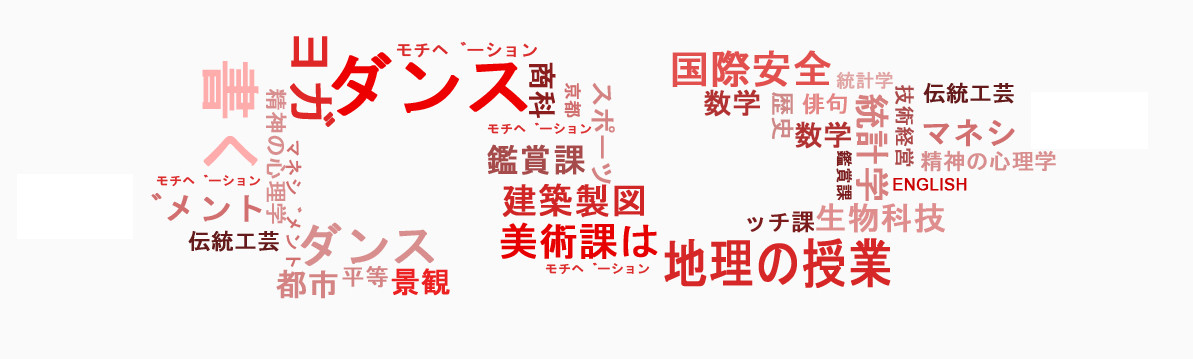 書く
ヨガ
モチベーション
ダンス
商科
京都
スポーツ
精神の心理学
マネジメント
モチベーション
鑑賞課
モチベーション
゛メント
伝統工芸
ダンス
都市
平等
景観
建築製図
美術課は
モチベーション
国際安全
統計学
数学
歴史
俳句
数学
統計学
技術経営
伝統工芸
マネシ
精神の心理学
鑑賞課
ENGLISH
ッチ課
生物科技
地理の授業